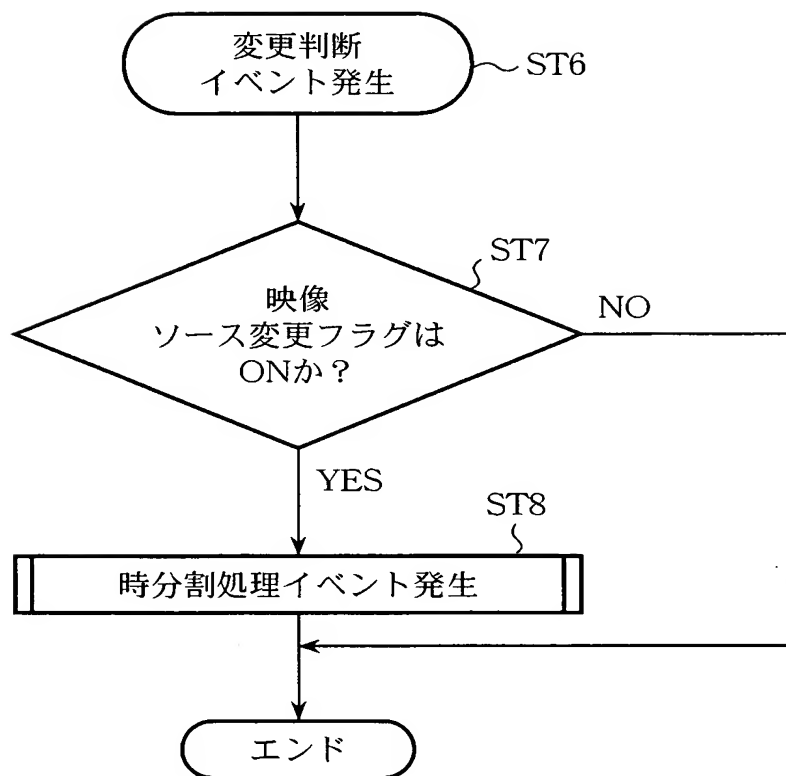 変更判断
イベント発生
ST6
ST7
映像
ソース変更フラグは
ONか？
NO
YES
ST8
時分割処理イベント発生
エンド